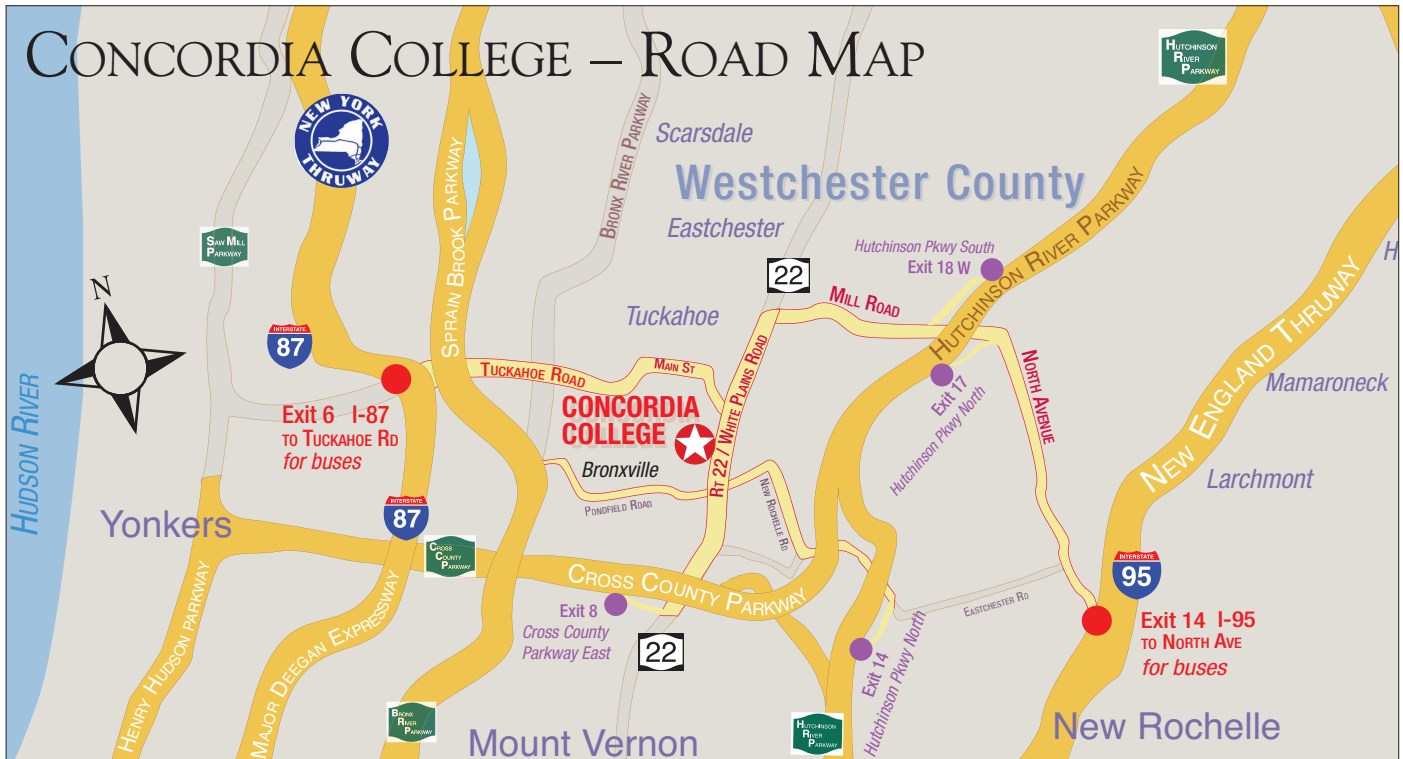 CONCORDIA COLLEGE – ROAD MAP
HUTCHINSON
RIVER
PARKWAY
NEW YORK
THRUWAY
SPRAIN BROOK PARKWAY
BRONX RIVER PARKWAY
Scarsdale
Westchester County
Eastchester
SAW MILL
PARKWAY
Hutchinson Pkwy South
Exit 18 W
HUTCHINSON RIVER PARKWAY
22
MILL ROAD
N
Tuckahoe
INTERSTATE
87
TUCKAHOE ROAD
MAIN ST
RT 22 / WHITE PLAINS ROAD
NORTH AVENUE
NEW ENGLAND THRUWAY
H
Mamaroneck
HUDSON RIVER
Exit 6 I-87
TO TUCKAHOE RD
for buses
CONCORDIA
COLLEGE
Exit 17
Hutchinson Pkwy North
Bronxville
Larchmont
PONDFIELD ROAD
NEW ROCHELLE RD
Yonkers
INTERSTATE
87
CROSS
COUNTY
PARKWAY
CROSS COUNTY PARKWAY
INTERSTATE
95
EASTCHESTER RD
Exit 8
Cross County
Parkway East
22
Exit 14 I-95
TO NORTH AVE
for buses
HENRY HUDSON PARKWAY
MAJOR DEEGAN EXPRESSWAY
Exit 14
Hutchinson Pkwy North
BRONX
RIVER
PARKWAY
Mount Vernon
HUTCHINSON
RIVER
PARKWAY
New Rochelle